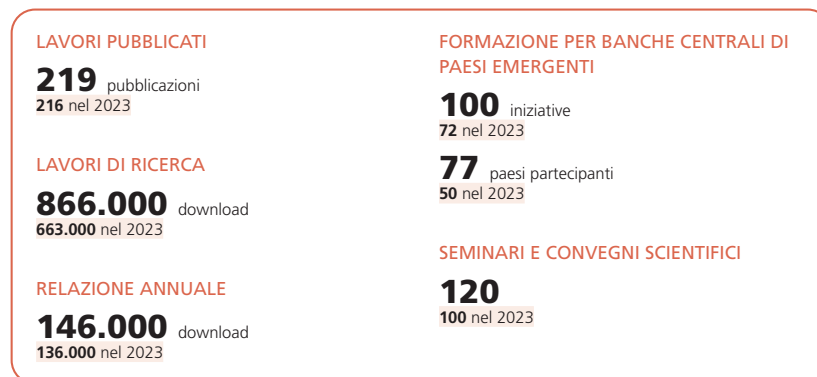 LAVORI PUBBLICATI
219 pubblicazioni
216 nel 2023
LAVORI DI RICERCA
866.000 download
663.000 nel 2023
RELAZIONE ANNUALE
146.000 download
136.000 nel 2023
FORMAZIONE PER BANCHE CENTRALI DI
PAESI EMERGENTI
100 iniziative
72 nel 2023
77 paesi partecipanti
50 nel 2023
SEMINARI E CONVEGNI SCIENTIFICI
120
100 nel 2023